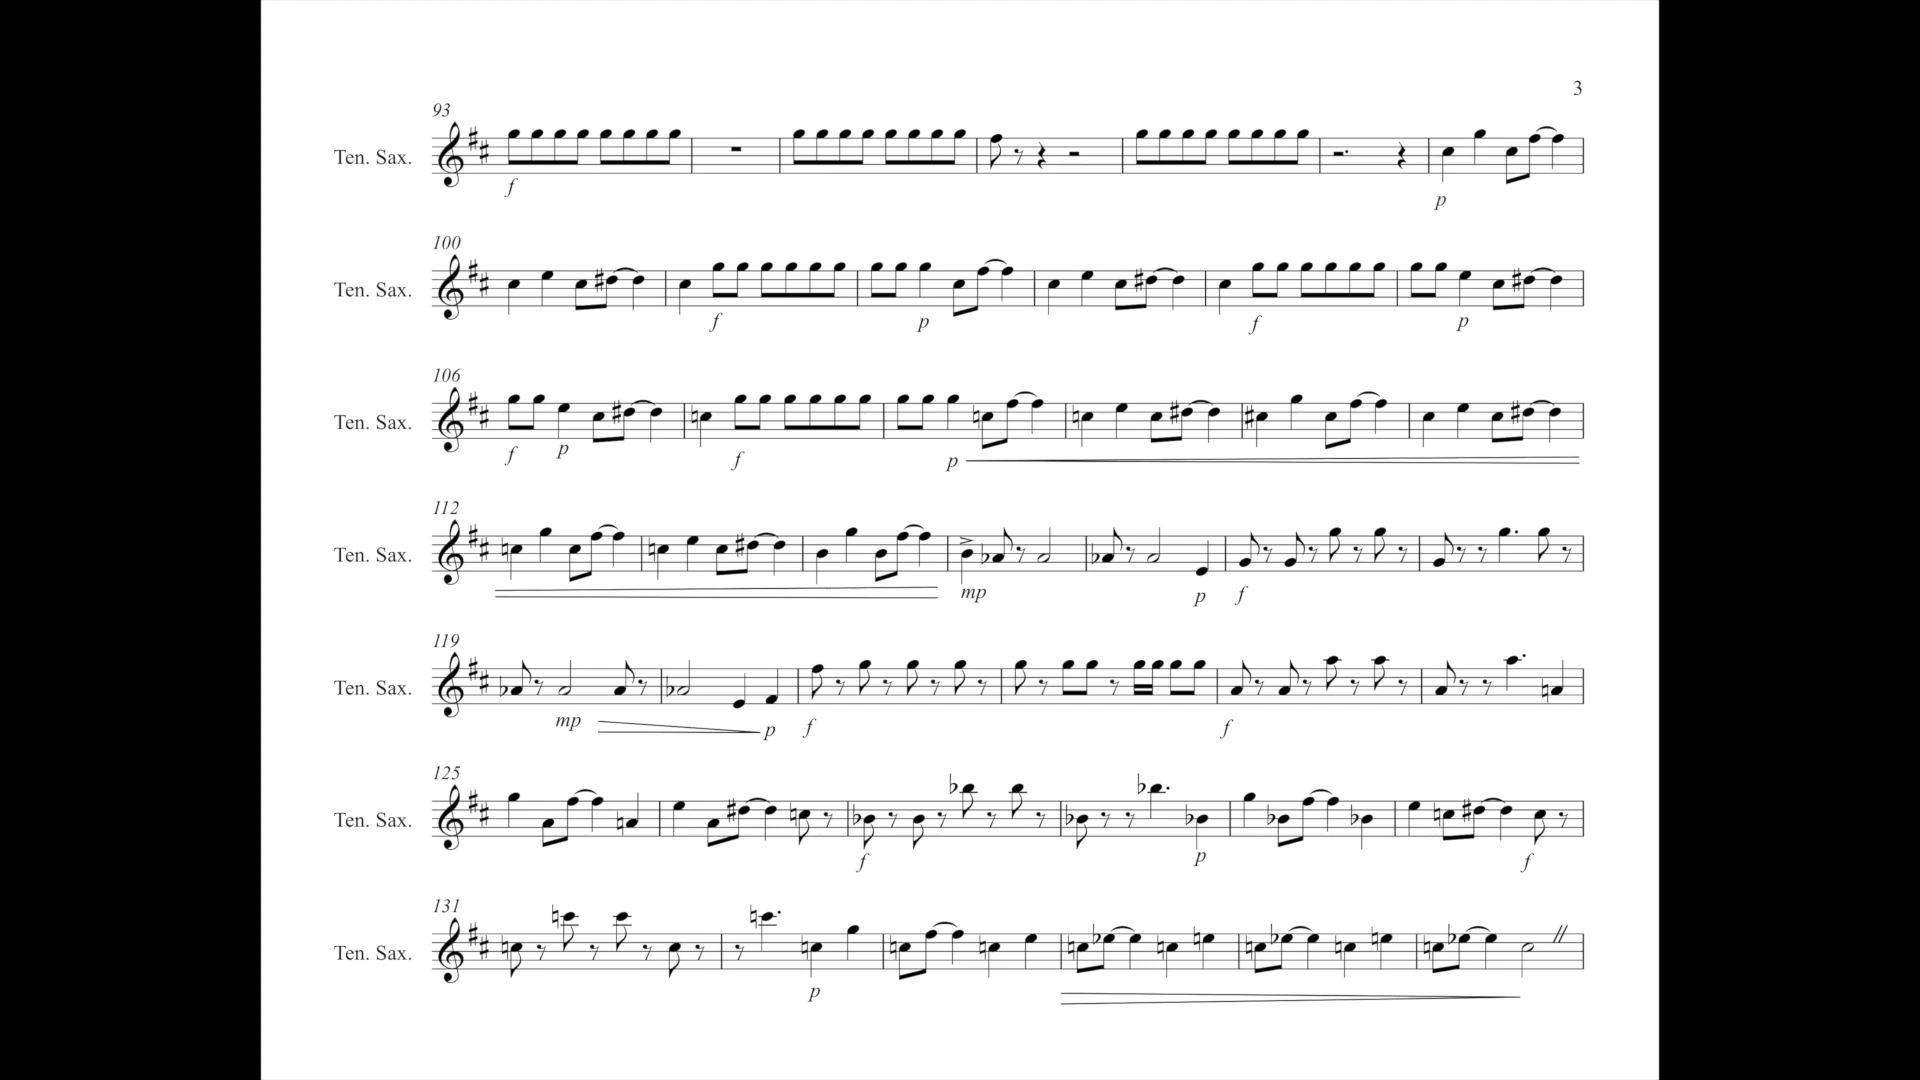 3
93
Ten. Sax.
f p
100
Ten. Sax.
f p f p
106
Ten. Sax.
f p f p
112
Ten. Sax.
mp p f
119
Ten. Sax.
mp p f f
125
Ten. Sax.
f p f
131
Ten. Sax.
p